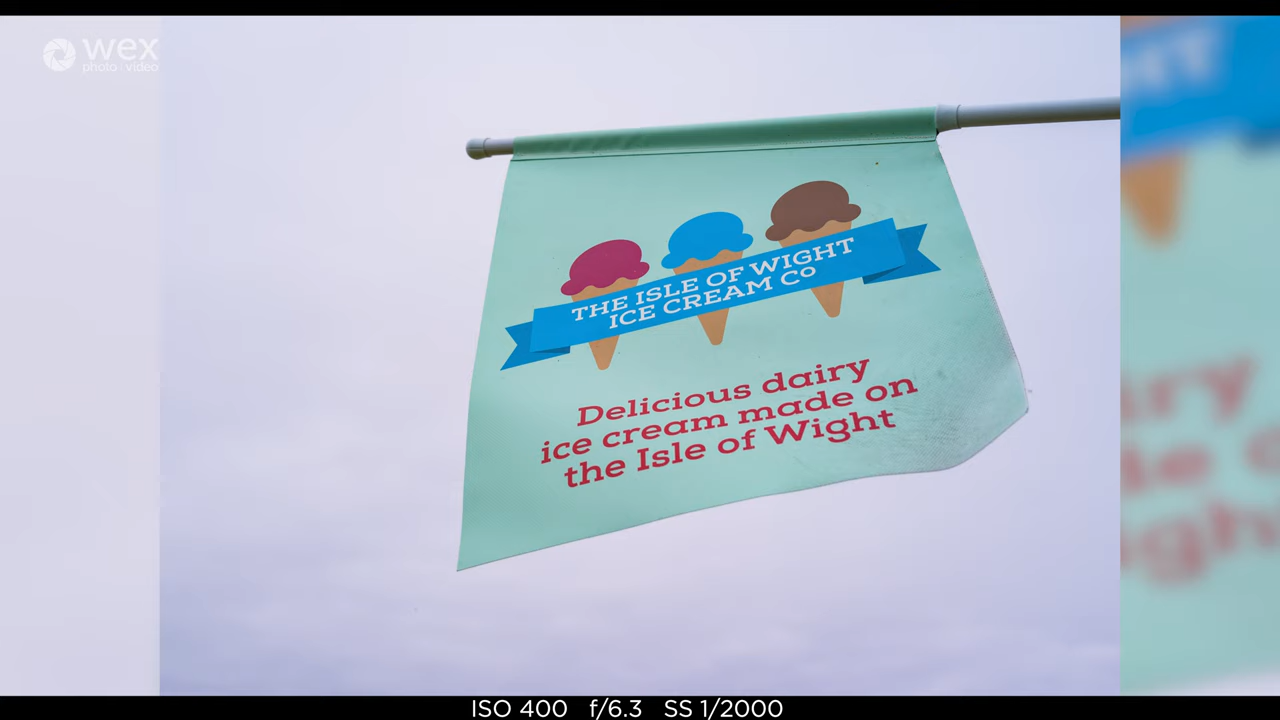 wex
photo video
THE ISLE OF WIGHT
ICE CREAM Co
Delicious dairy
ice cream made on
the Isle of Wight
ISO 400 f/6.3 SS 1/2000